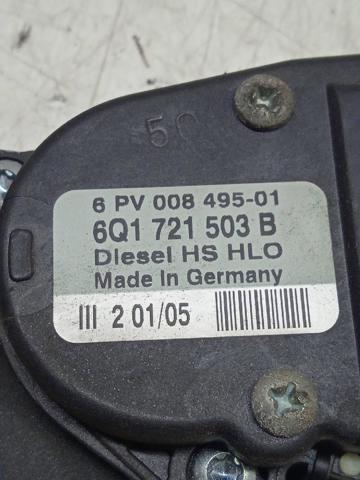 50
6 PV 008 495-01
6Q1 721 503 B
Diesel HS HLO
Made In Germany
III 2 01/05